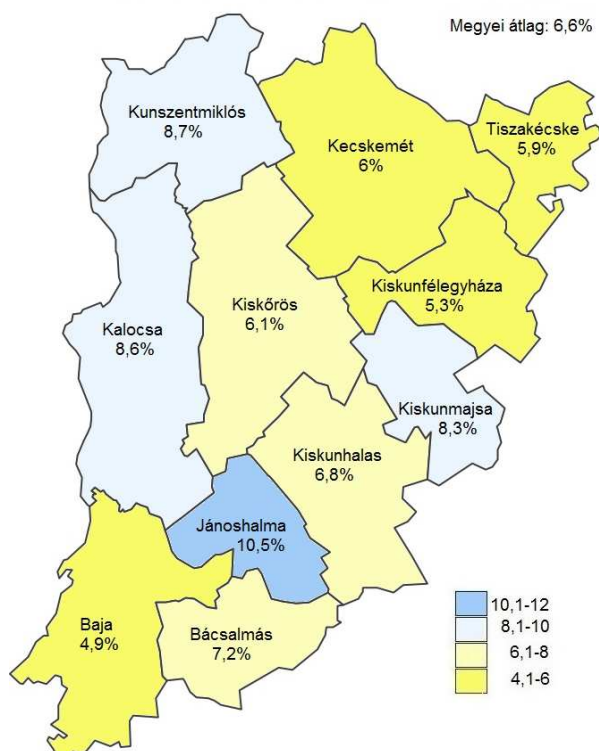 Megyei átlag: 6,6%
Kunszentmiklós
8,7%
Kecskemét
6%
Tiszakécske
5,9%
Kiskunfélegyháza
5,3%
Kiskőrös
6,1%
Kalocsa
8,6%
Kiskunmajsa
8,3%
Kiskunhalas
6,8%
Jánoshalma
10,5%
Baja
4,9%
Bácsalmás
7,2%
10,1-12
8,1-10
6,1-8
4,1-6